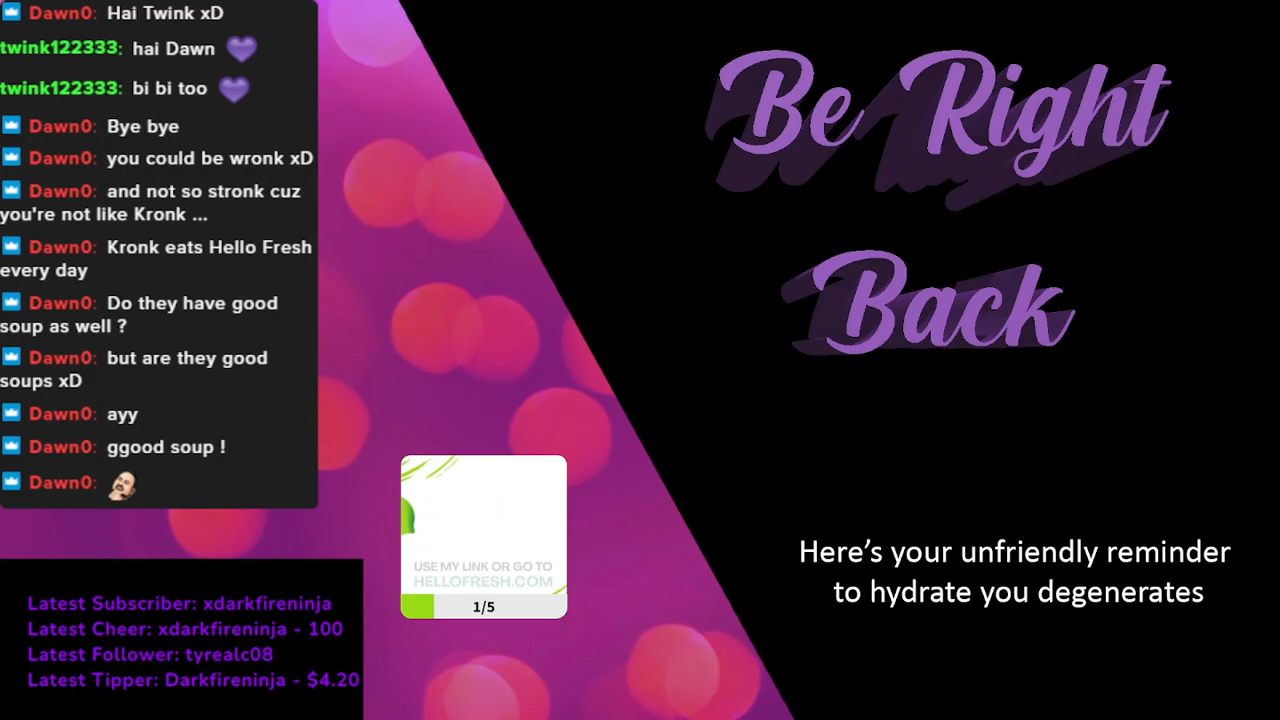 Dawn0: Hai Twink xD
twink122333: hai Dawn
twink122333: bi bi too
Dawn0: Bye bye
Dawn0: you could be wronk xD
Dawn0: and not so stronk cuz
you're not like Kronk ...
Dawn0: Kronk eats Hello Fresh
every day
Dawn0: Do they have good
soup as well ?
Dawn0: but are they good
soups xD
Dawn0: ayy
Dawn0: ggood soup !
Dawn0:
Latest Subscriber: xdarkfireninja
Latest Cheer: xdarkfireninja - 100
Latest Follower: tyrealc08
Latest Tipper: Darkfireninja - $4.20
USE MY LINK OR GO TO
HELLOFRESH.COM
1/5
Be Right
Back
Here’s your unfriendly reminder
to hydrate you degenerates